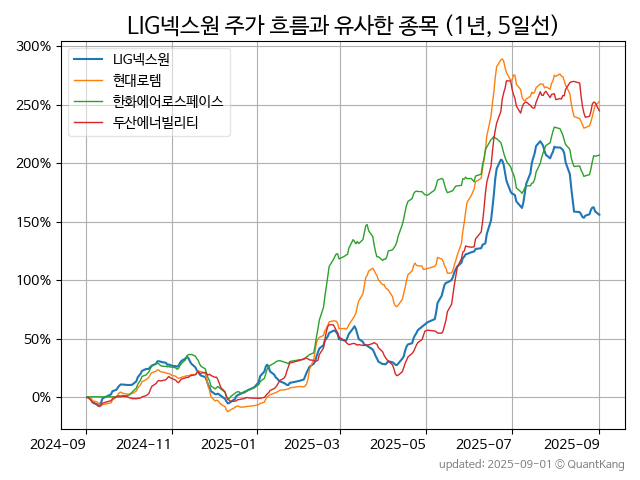 LIG넥스원 주가 흐름과 유사한 종목 (1년, 5일선)
300%
250%
200%
150%
100%
50%
0%
LIG넥스원
현대로템
한화에어로스페이스
두산에너빌리티
2024-09
2024-11
2025-01
2025-03
2025-05
2025-07
2025-09
updated: 2025-09-01 © QuantKang